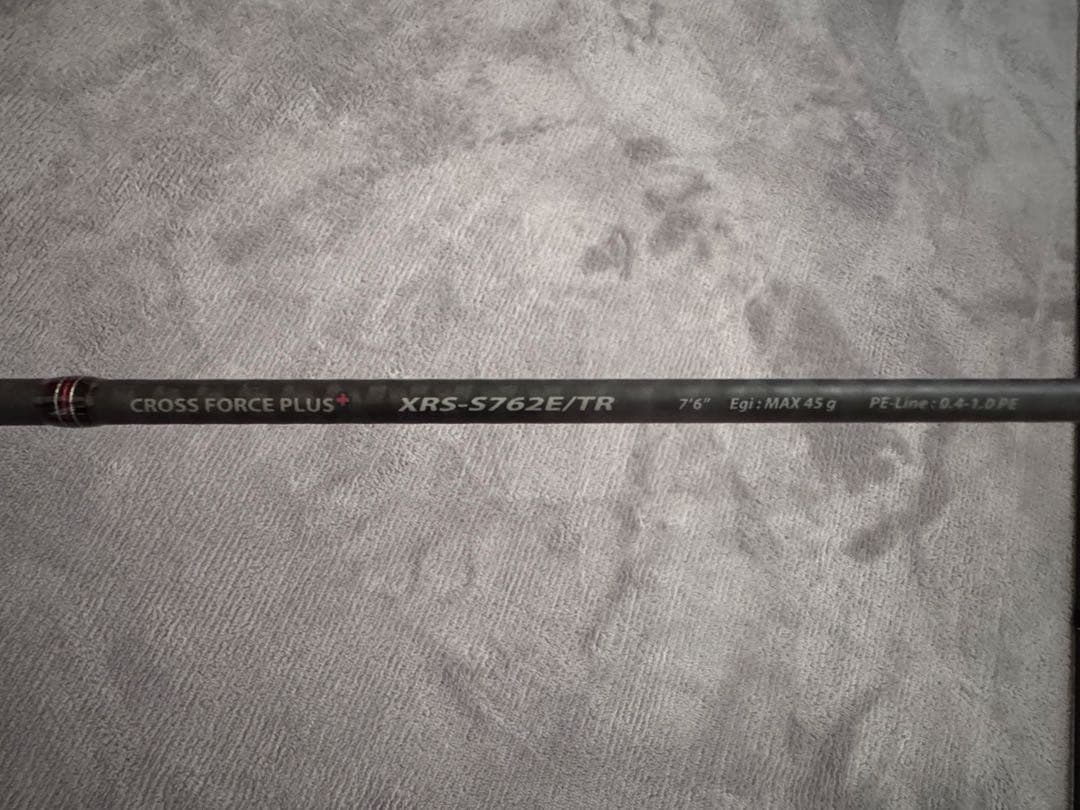 CROSS FORCE PLUS+ XRS-S762E/TR 7'6" Egi : MAX 45 g PE-Line : 0.4-1.0 PE